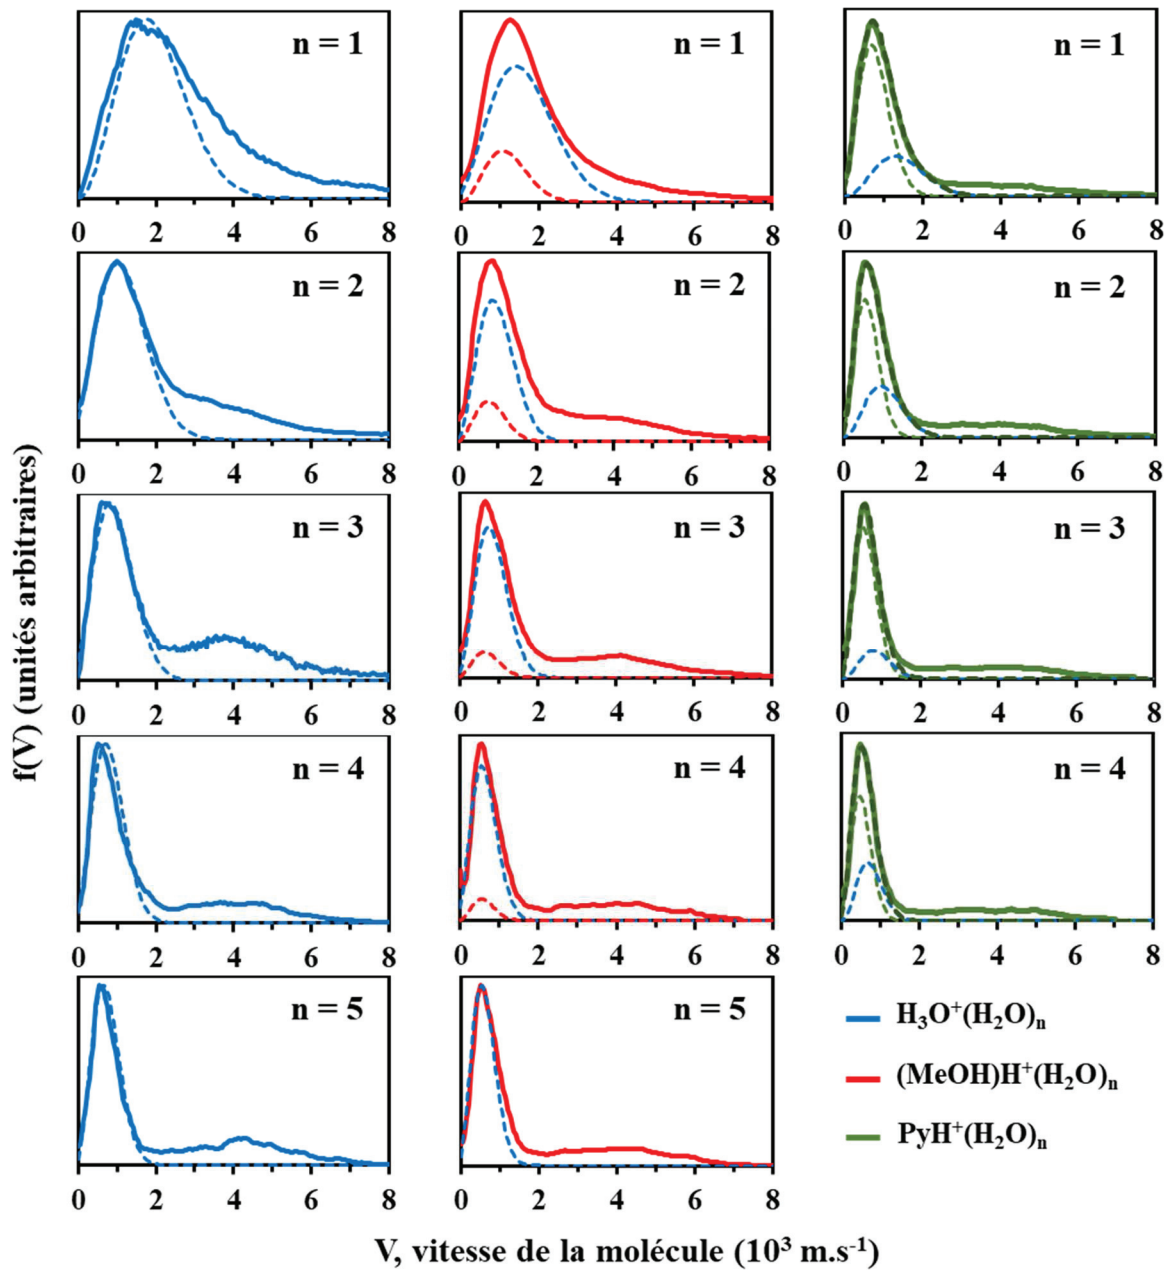 n = 1
n = 1
n = 1
0 2 4 6 8
0 2 4 6 8
0 2 4 6 8
n = 2
n = 2
n = 2
0 2 4 6 8
0 2 4 6 8
0 2 4 6 8
f(V) (unités arbitraires)
n = 3
n = 3
n = 3
0 2 4 6 8
0 2 4 6 8
0 2 4 6 8
n = 4
n = 4
n = 4
0 2 4 6 8
0 2 4 6 8
0 2 4 6 8
n = 5
n = 5
0 2 4 6 8
0 2 4 6 8
H₃O⁺(H₂O)ₙ
(MeOH)H⁺(H₂O)ₙ
PyH⁺(H₂O)ₙ
V, vitesse de la molécule (10³ m.s⁻¹)